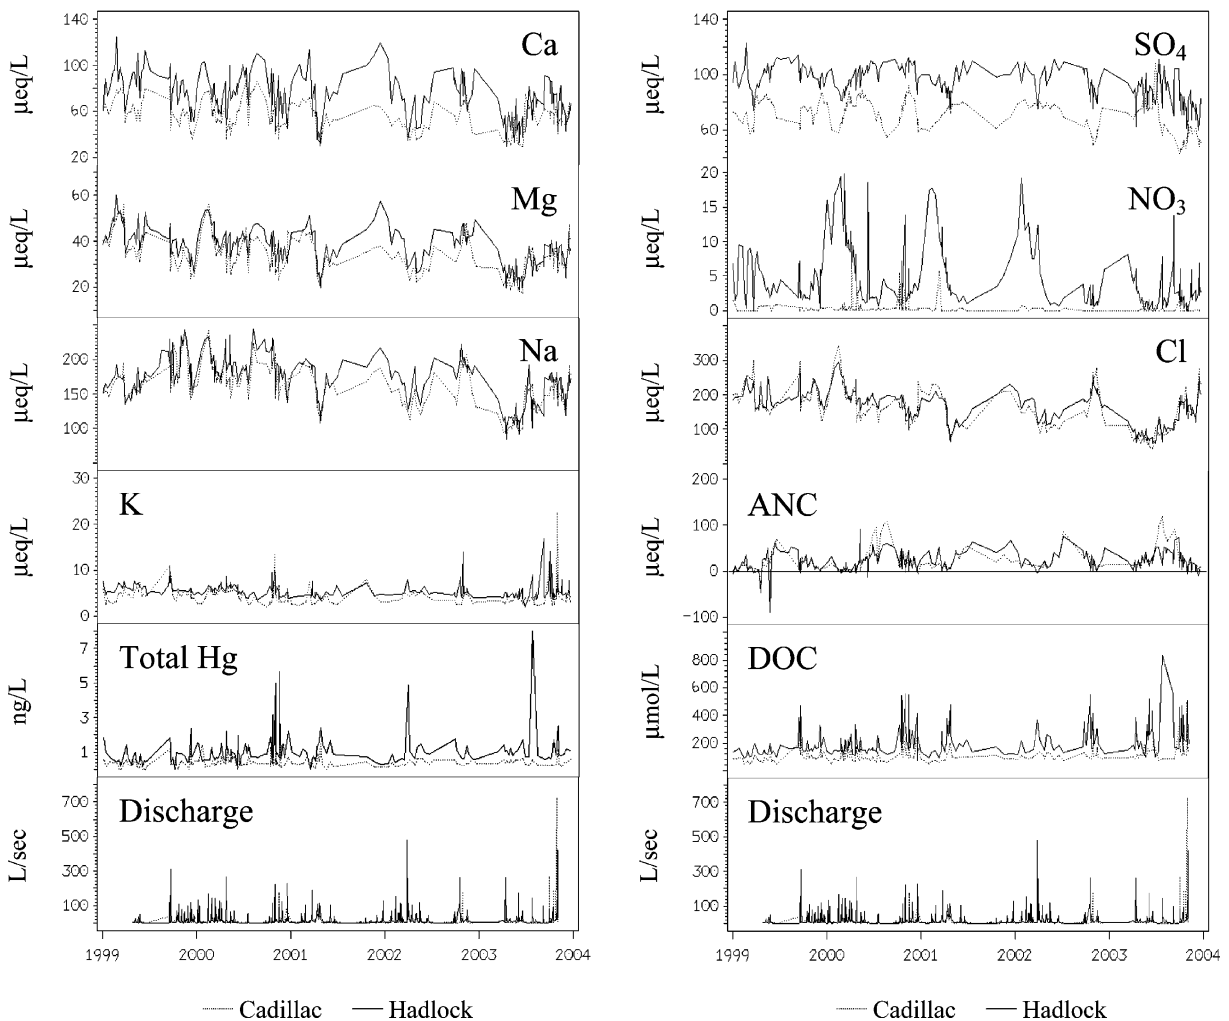 140
100
60
20
µeq/L
Ca
60
40
20
µeq/L
Mg
200
150
100
µeq/L
Na
30
20
10
0
µeq/L
K
7
5
3
1
ng/L
Total Hg
700
500
300
100
L/sec
Discharge
1999 2000 2001 2002 2003 2004
Cadillac Hadlock
140
100
60
µeq/L
SO4
20
15
10
5
0
µeq/L
NO3
300
200
100
µeq/L
Cl
200
100
0
−100
µeq/L
ANC
800
600
400
200
µmol/L
DOC
700
500
300
100
L/sec
Discharge
1999 2000 2001 2002 2003 2004
Cadillac Hadlock